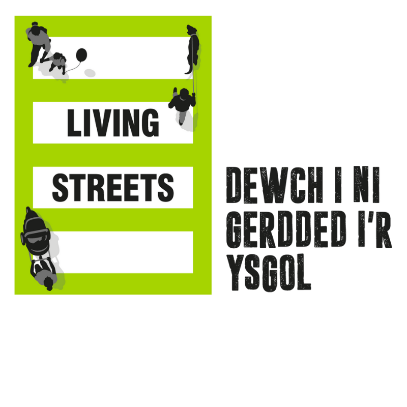 LIVING
STREETS
DEWCH I NI
GERDDED I'R
YSGOL